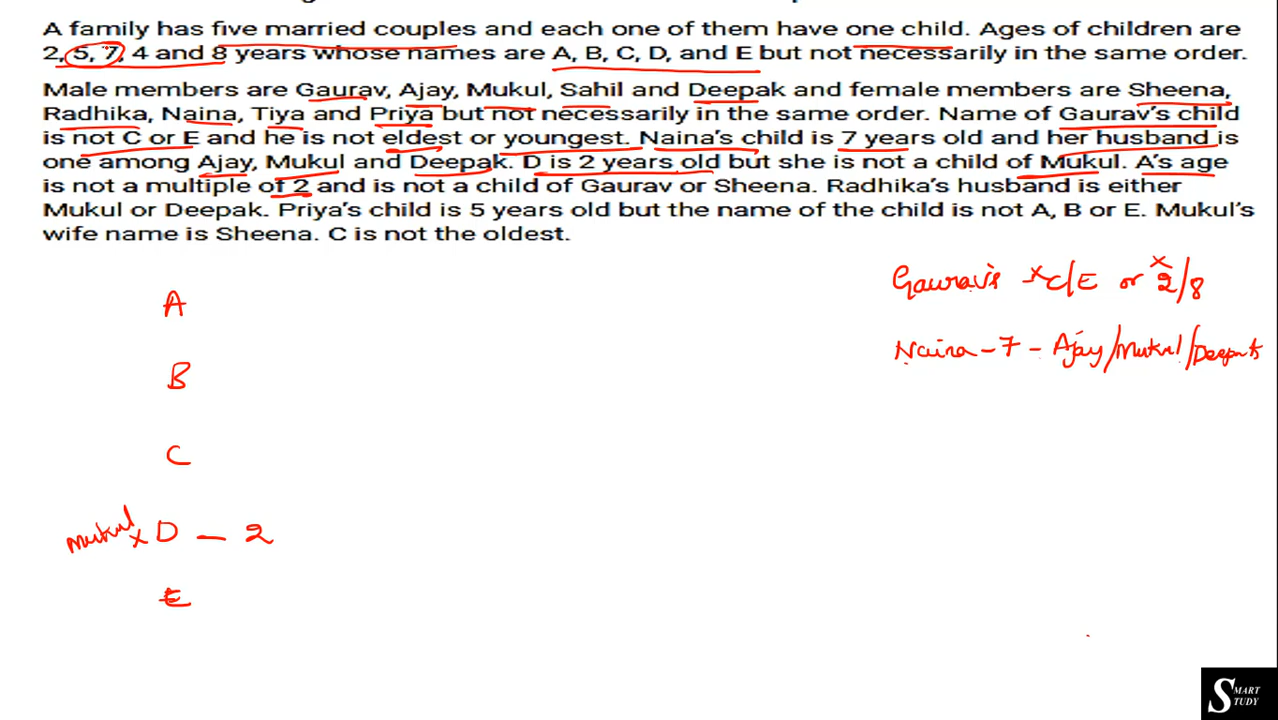 A family has five married couples and each one of them have one child. Ages of children are
2, 5, 7, 4 and 8 years whose names are A, B, C, D, and E but not necessarily in the same order.
Male members are Gaurav, Ajay, Mukul, Sahil and Deepak and female members are Sheena,
Radhika, Naina, Tiya and Priya but not necessarily in the same order. Name of Gaurav's child
is not C or E and he is not eldest or youngest. Naina's child is 7 years old and her husband is
one among Ajay, Mukul and Deepak. D is 2 years old but she is not a child of Mukul. A's age
is not a multiple of 2 and is not a child of Gaurav or Sheena. Radhika's husband is either
Mukul or Deepak. Priya's child is 5 years old but the name of the child is not A, B or E. Mukul's
wife name is Sheena. C is not the oldest.
Gaurav's x C/E or x 2/8
A
Naina - 7 - Ajay/Mukul/Deepak
B
C
Mukul x D - 2
E
SMART STUDY